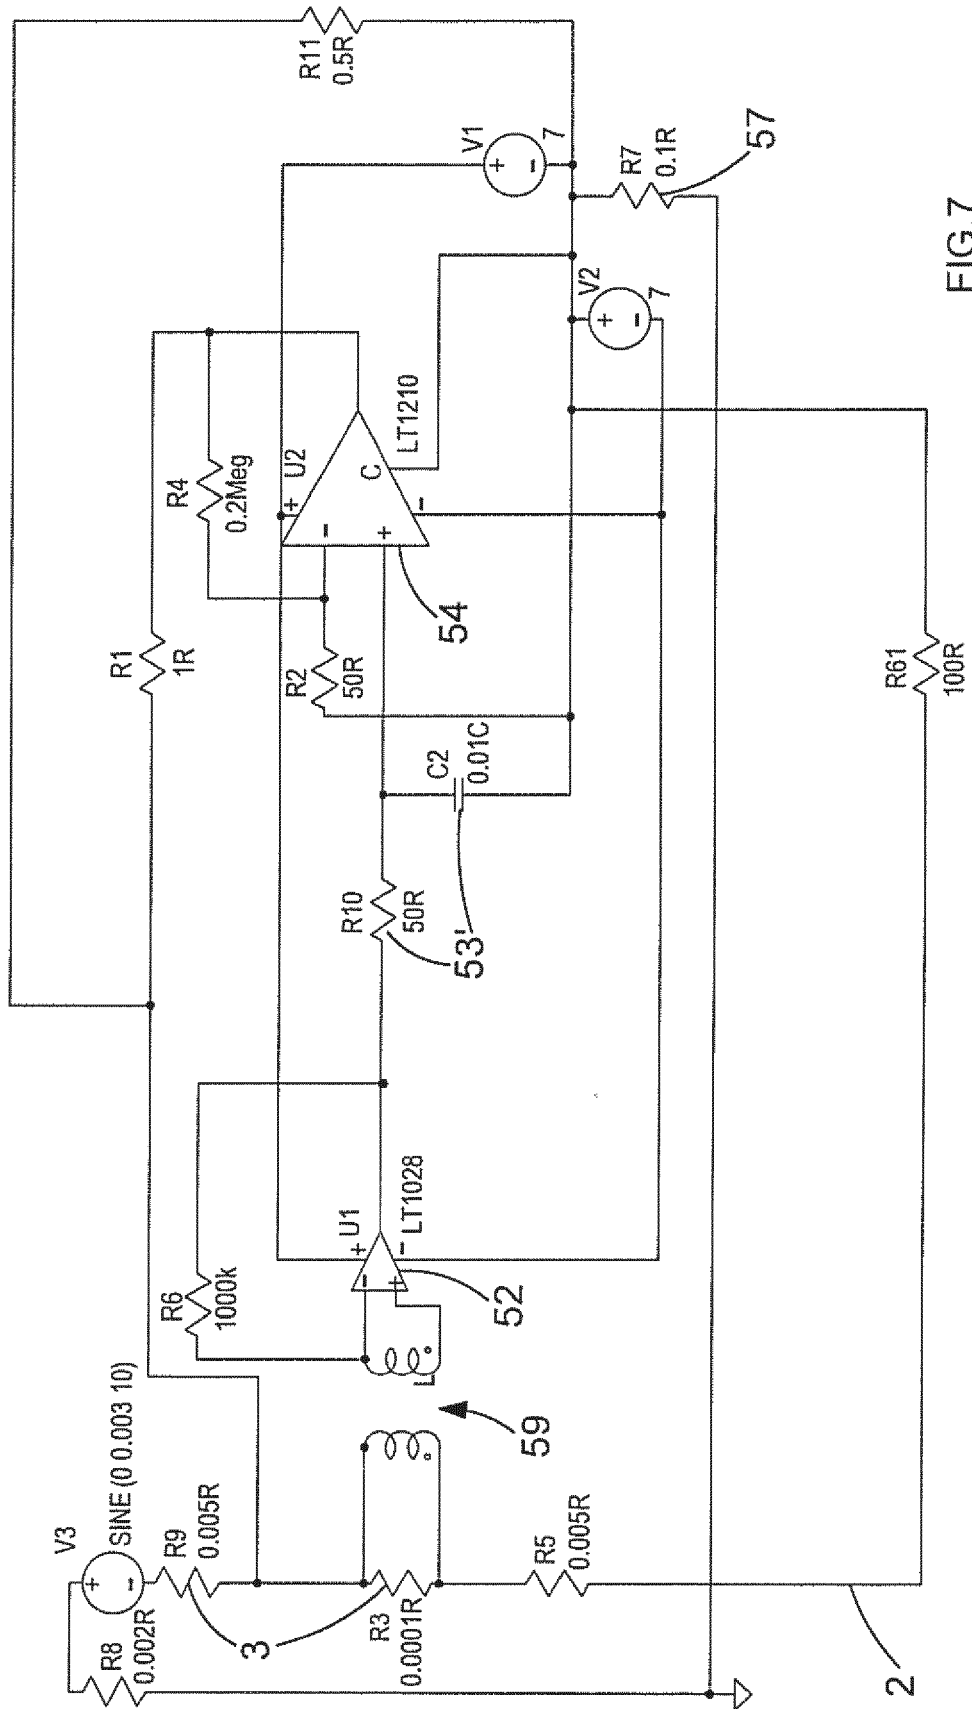 V3
SINE (0 0.003 10)
R8
0.002R
R9
0.005R
3
R3
0.0001R
R5
0.005R
2
59
L
R6
1000k
U1
LT1028
52
R10
50R
53'
C2
0.01C
R1
1R
R2
50R
R4
0.2Meg
U2
C
LT1210
54
R61
100R
V2
7
V1
7
R7
0.1R
57
R11
0.5R
FIG.7
+
-
+
-
+
-
+
-
+
-
+
-
+
-